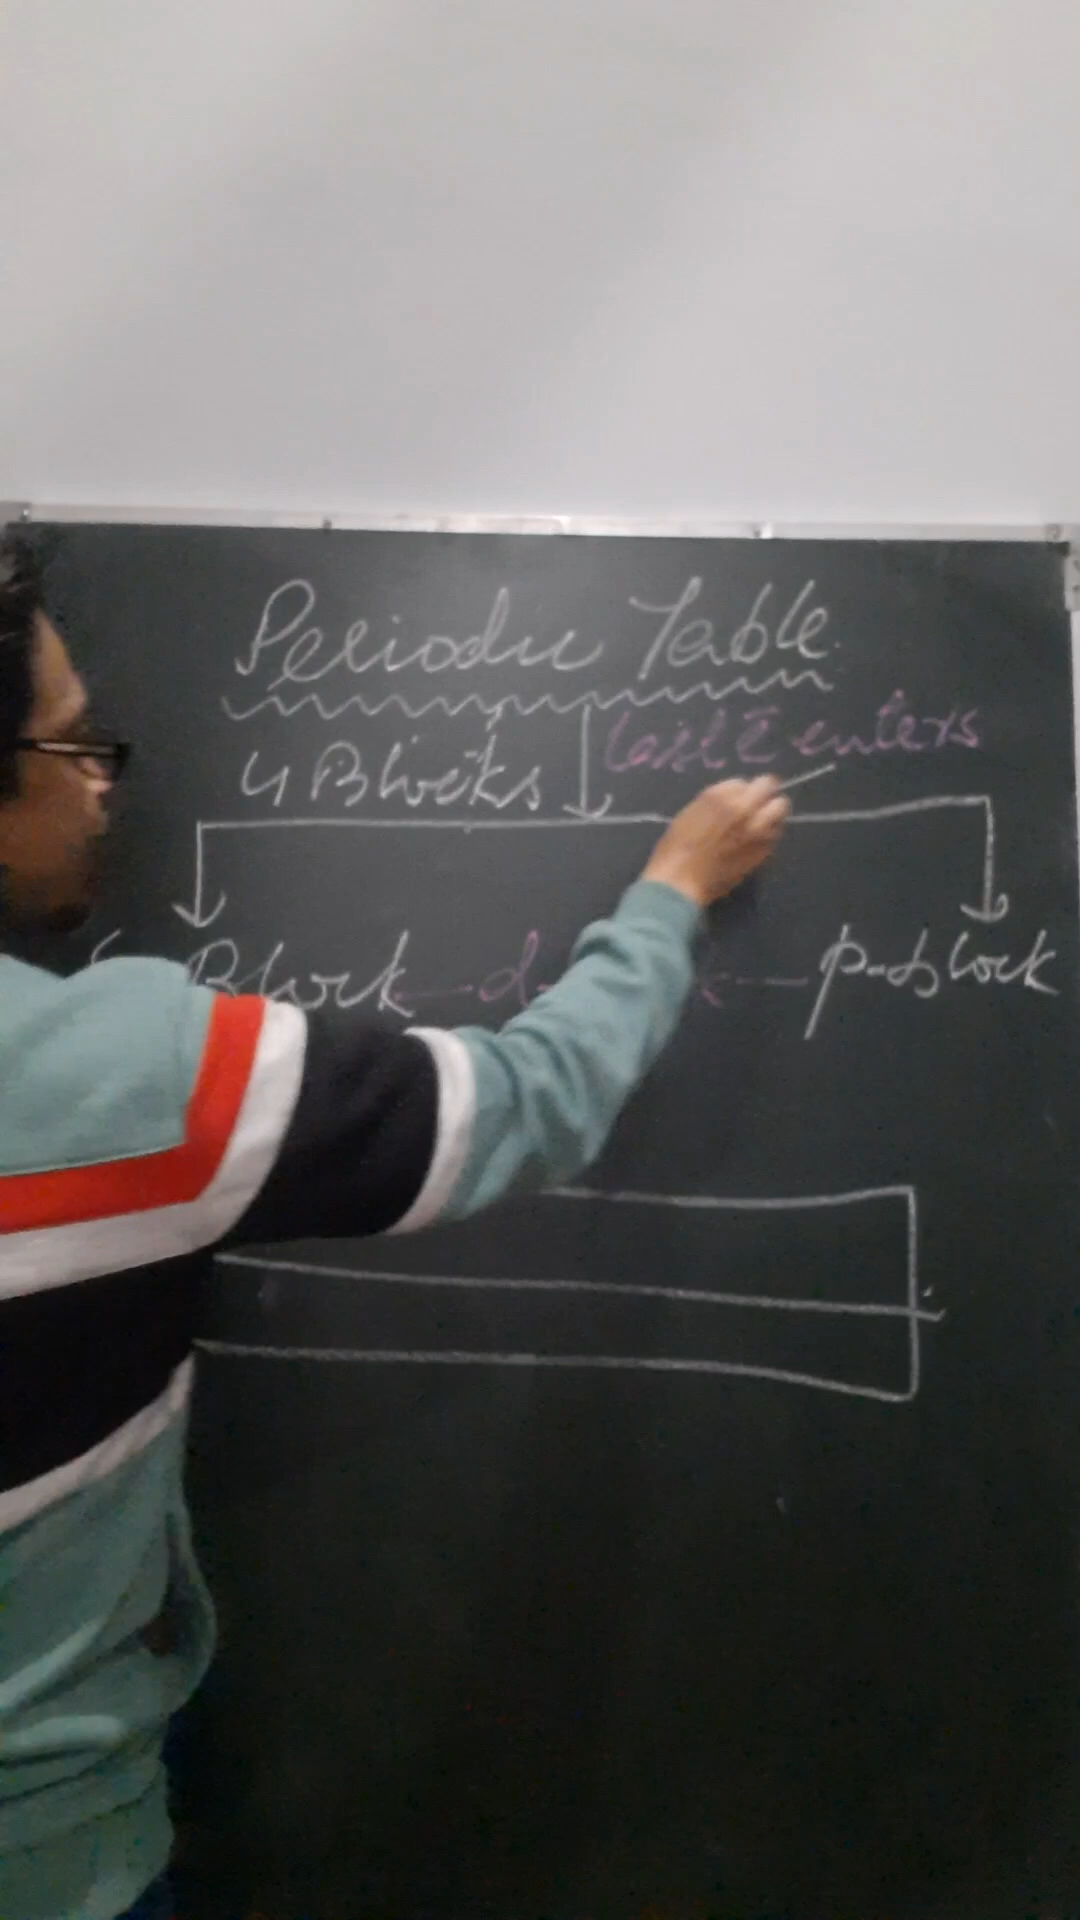 Periodic Table
4 Blocks last ē enters
Block — d- — p-block